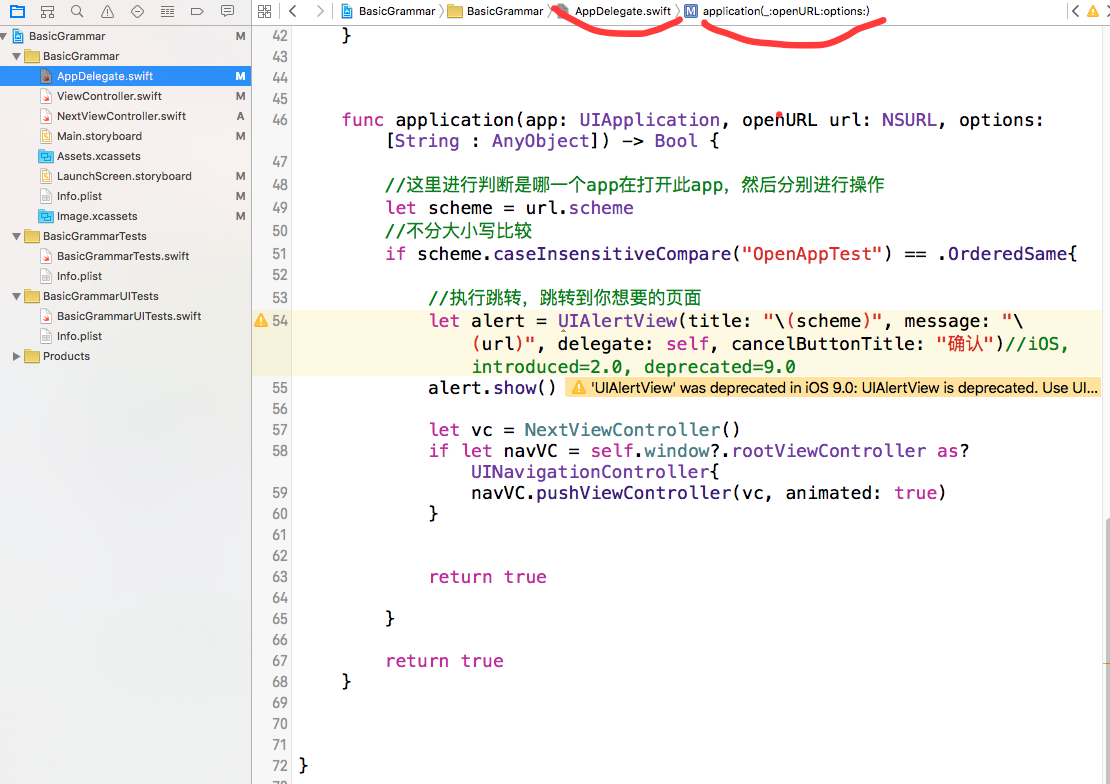 BasicGrammar
BasicGrammar
AppDelegate.swift
application(_:openURL:options:)
BasicGrammar M
BasicGrammar
AppDelegate.swift M
ViewController.swift M
NextViewController.swift A
Main.storyboard M
Assets.xcassets
LaunchScreen.storyboard M
Info.plist M
Image.xcassets M
BasicGrammarTests
BasicGrammarTests.swift
Info.plist
BasicGrammarUITests
BasicGrammarUITests.swift
Info.plist
Products
42 }
43
44
45
46 func application(app: UIApplication, openURL url: NSURL, options:
[String : AnyObject]) -> Bool {
47
48 //这里进行判断是哪一个app在打开此app，然后分别进行操作
49 let scheme = url.scheme
50 //不分大小写比较
51 if scheme.caseInsensitiveCompare("OpenAppTest") == .OrderedSame{
52
53 //执行跳转，跳转到你想要的页面
54 let alert = UIAlertView(title: "\(scheme)", message: "\
(url)", delegate: self, cancelButtonTitle: "确认")//iOS,
introduced=2.0, deprecated=9.0
55 alert.show() 'UIAlertView' was deprecated in iOS 9.0: UIAlertView is deprecated. Use UI...
56
57 let vc = NextViewController()
58 if let navVC = self.window?.rootViewController as?
UINavigationController{
59 navVC.pushViewController(vc, animated: true)
60 }
61
62
63 return true
64
65 }
66
67 return true
68 }
69
70
71
72 }